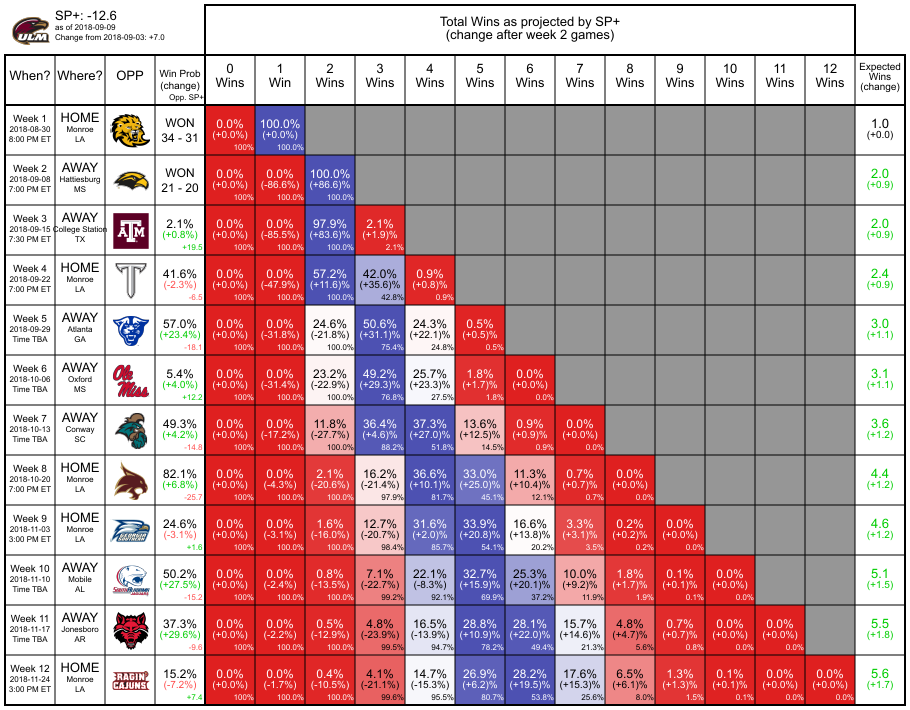 SP+: -12.6
as of 2018-09-09
Change from 2018-09-03: +7.0
ULM
Total Wins as projected by SP+
(change after week 2 games)
When? Where? OPP Win Prob (change) Opp. SP+ 0 Wins 1 Win 2 Wins 3 Wins 4 Wins 5 Wins 6 Wins 7 Wins 8 Wins 9 Wins 10 Wins 11 Wins 12 Wins Expected Wins (change)
Week 1 HOME WON 0.0% 100.0% 1.0
2018-08-30 Monroe 34 - 31 (+0.0%) (+0.0%) (+0.0)
8:00 PM ET LA 100% 100.0%
Week 2 AWAY WON 0.0% 0.0% 100.0% 2.0
2018-09-08 Hattiesburg 21 - 20 (+0.0%) (-86.6%) (+86.6)% (+0.9)
7:00 PM ET MS 100% 100.0% 100.0%
Week 3 AWAY 2.1% 0.0% 0.0% 97.9% 2.1% 2.0
2018-09-15 College Station ATM (+0.8%) (+0.0%) (-85.5%) (+83.6)% (+1.9)% (+0.9)
7:30 PM ET TX +19.5 100% 100.0% 100.0% 2.1%
Week 4 HOME T 41.6% 0.0% 0.0% 57.2% 42.0% 0.9% 2.4
2018-09-22 Monroe (-2.3%) (+0.0%) (-47.9%) (+11.6)% (+35.6)% (+0.8)% (+0.9)
7:00 PM ET LA -6.5 100% 100.0% 100.0% 42.8% 0.9%
Week 5 AWAY 57.0% 0.0% 0.0% 24.6% 50.6% 24.3% 0.5% 3.0
2018-09-29 Atlanta (+23.4%) (+0.0%) (-31.8%) (-21.8%) (+31.1)% (+22.1)% (+0.5)% (+1.1)
Time TBA GA -18.1 100% 100.0% 100.0% 75.4% 24.8% 0.5%
Week 6 AWAY Ole Miss 5.4% 0.0% 0.0% 23.2% 49.2% 25.7% 1.8% 0.0% 3.1
2018-10-06 Oxford (+4.0%) (+0.0%) (-31.4%) (-22.9%) (+29.3)% (+23.3)% (+1.7)% (+0.0%) (+1.1)
Time TBA MS +12.2 100% 100.0% 100.0% 76.8% 27.5% 1.8% 0.0%
Week 7 AWAY 49.3% 0.0% 0.0% 11.8% 36.4% 37.3% 13.6% 0.9% 0.0% 3.6
2018-10-13 Conway (+4.2%) (+0.0%) (-17.2%) (-27.7%) (+4.6)% (+27.0)% (+12.5)% (+0.9)% (+0.0%) (+1.2)
Time TBA SC -14.8 100% 100.0% 100.0% 88.2% 51.8% 14.5% 0.9% 0.0%
Week 8 HOME 82.1% 0.0% 0.0% 2.1% 16.2% 36.6% 33.0% 11.3% 0.7% 0.0% 4.4
2018-10-20 Monroe (+6.8%) (+0.0%) (-4.3%) (-20.6%) (-21.4%) (+10.1)% (+25.0)% (+10.4)% (+0.7)% (+0.0%) (+1.2)
7:00 PM ET LA -25.7 100% 100.0% 100.0% 97.9% 81.7% 45.1% 12.1% 0.7% 0.0%
Week 9 HOME 24.6% 0.0% 0.0% 1.6% 12.7% 31.6% 33.9% 16.6% 3.3% 0.2% 0.0% 4.6
2018-11-03 Monroe (-3.1%) (+0.0%) (-3.1%) (-16.0%) (-20.7%) (+2.0)% (+20.8)% (+13.8)% (+3.1)% (+0.2)% (+0.0%) (+1.2)
3:00 PM ET LA +1.6 100% 100.0% 100.0% 98.4% 85.7% 54.1% 20.2% 3.5% 0.2% 0.0%
Week 10 AWAY 50.2% 0.0% 0.0% 0.8% 7.1% 22.1% 32.7% 25.3% 10.0% 1.8% 0.1% 0.0% 5.1
2018-11-10 Mobile (+27.5%) (+0.0%) (-2.4%) (-13.5%) (-22.7%) (-8.3%) (+15.9)% (+20.1)% (+9.2)% (+1.7)% (+0.1)% (+0.0%) (+1.5)
Time TBA AL -15.2 100% 100.0% 100.0% 99.2% 92.1% 69.9% 37.2% 11.9% 1.9% 0.1% 0.0%
Week 11 AWAY 37.3% 0.0% 0.0% 0.5% 4.8% 16.5% 28.8% 28.1% 15.7% 4.8% 0.7% 0.0% 0.0% 5.5
2018-11-17 Jonesboro (+29.6%) (+0.0%) (-2.2%) (-12.9%) (-23.9%) (-13.9%) (+10.9)% (+22.0)% (+14.6)% (+4.7)% (+0.7)% (+0.0%) (+0.0%) (+1.8)
Time TBA AR -9.6 100% 100.0% 100.0% 99.5% 94.7% 78.2% 49.4% 21.3% 5.6% 0.8% 0.0% 0.0%
Week 12 HOME RAGIN CAJUNS 15.2% 0.0% 0.0% 0.4% 4.1% 14.7% 26.9% 28.2% 17.6% 6.5% 1.3% 0.1% 0.0% 0.0% 5.6
2018-11-24 Monroe (-7.2%) (+0.0%) (-1.7%) (-10.5%) (-21.1%) (-15.3%) (+6.2)% (+19.5)% (+15.3)% (+6.1)% (+1.3)% (+0.1)% (+0.0%) (+0.0%) (+1.7)
3:00 PM ET LA +7.4 100% 100.0% 100.0% 99.6% 95.5% 80.7% 53.8% 25.6% 8.0% 1.5% 0.1% 0.0% 0.0%